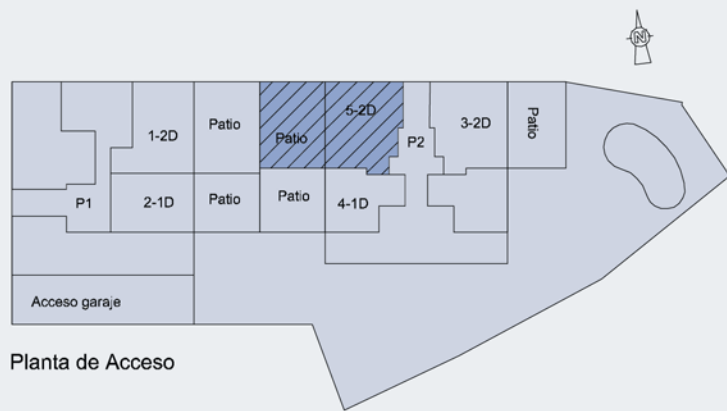 N
5-2D
1-2D
Patio
Patio
P2
3-2D
Patio
P1
2-1D
Patio
Patio
4-1D
Acceso garaje
Planta de Acceso